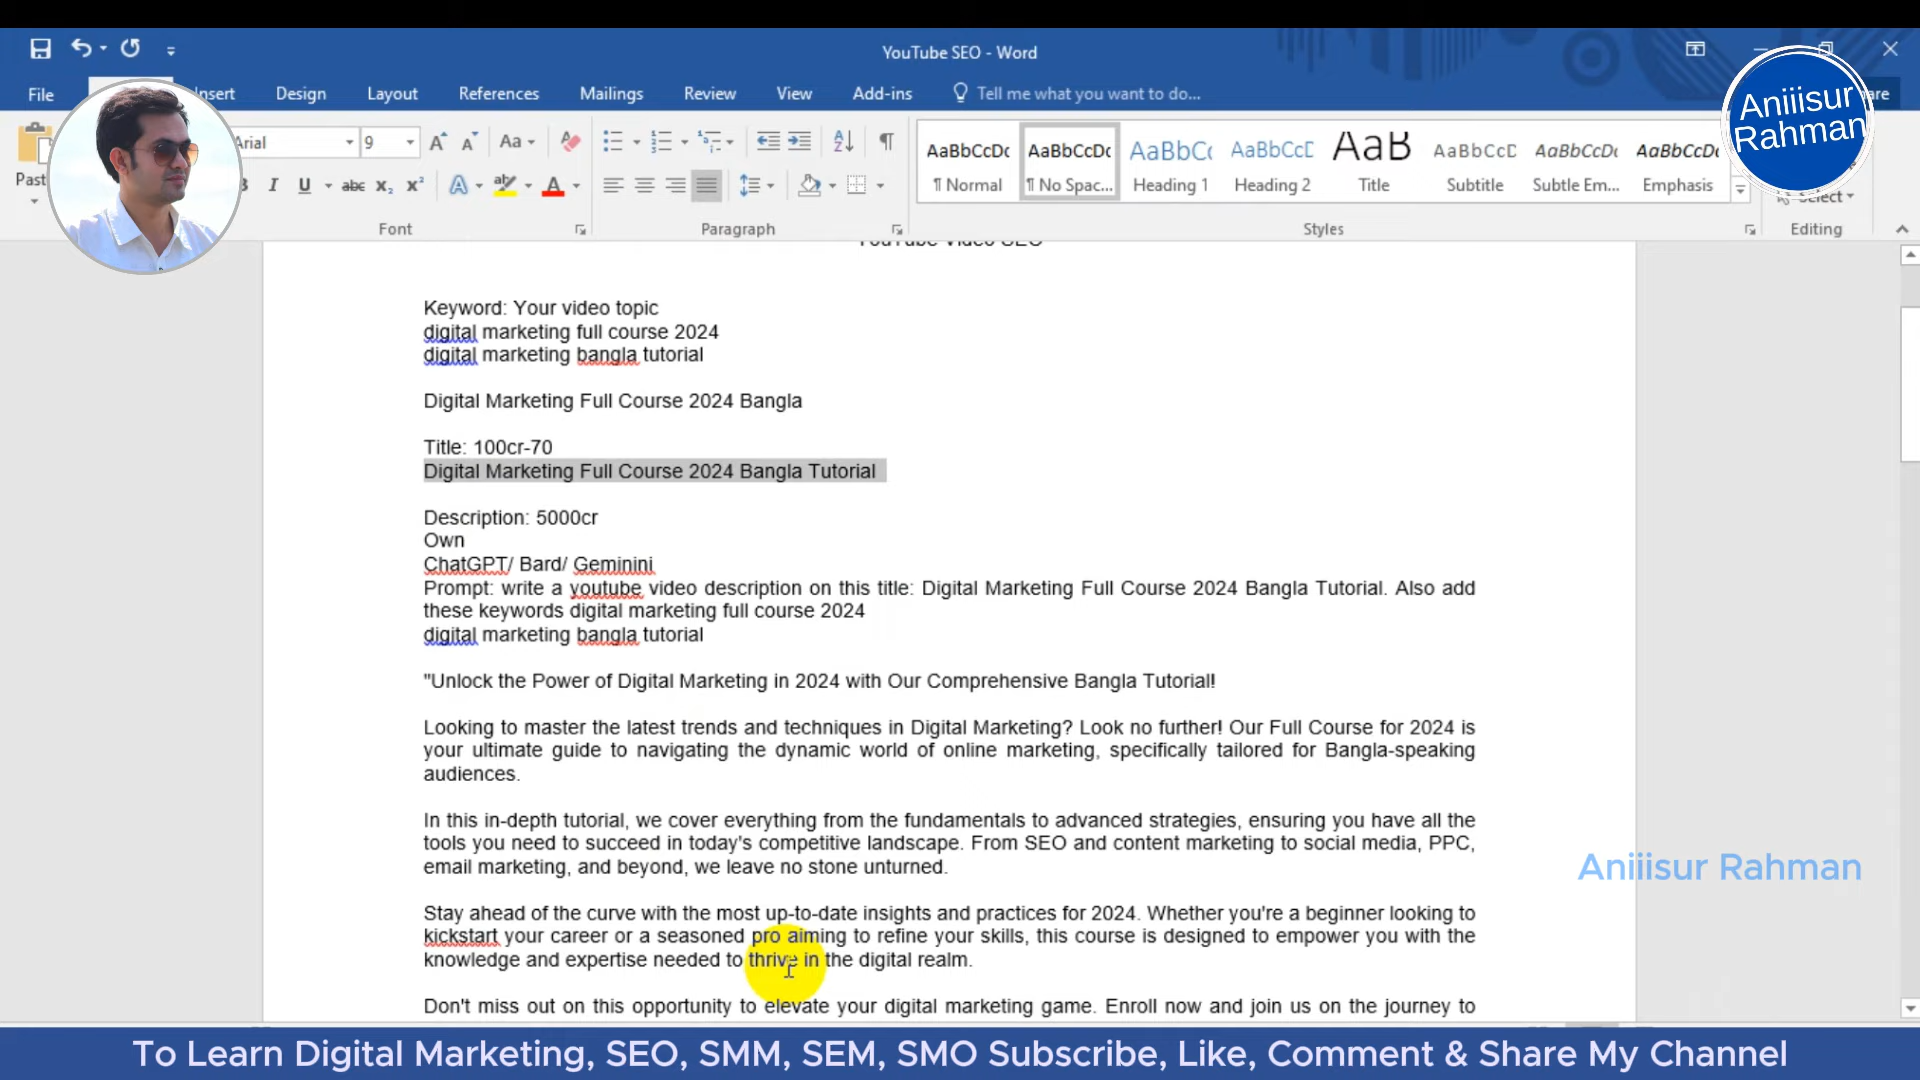 YouTube SEO - Word
File
Insert
Design
Layout
References
Mailings
Review
View
Add-ins
Tell me what you want to do...
Aniiisur
Rahman
Arial
9
Aa
Font
Paragraph
AaBbCcDc AaBbCcDc AaBbC AaBbCcC AaB AaBbCcD AaBbCcDc AaBbCcDc
¶ Normal ¶ No Spac... Heading 1 Heading 2 Title Subtitle Subtle Em... Emphasis
Styles
Select
Editing
YouTube Video SEO
Keyword: Your video topic
digital marketing full course 2024
digital marketing bangla tutorial
Digital Marketing Full Course 2024 Bangla
Title: 100cr-70
Digital Marketing Full Course 2024 Bangla Tutorial
Description: 5000cr
Own
ChatGPT/ Bard/ Geminini
Prompt: write a youtube video description on this title: Digital Marketing Full Course 2024 Bangla Tutorial. Also add
these keywords digital marketing full course 2024
digital marketing bangla tutorial
"Unlock the Power of Digital Marketing in 2024 with Our Comprehensive Bangla Tutorial!
Looking to master the latest trends and techniques in Digital Marketing? Look no further! Our Full Course for 2024 is
your ultimate guide to navigating the dynamic world of online marketing, specifically tailored for Bangla-speaking
audiences.
In this in-depth tutorial, we cover everything from the fundamentals to advanced strategies, ensuring you have all the
tools you need to succeed in today's competitive landscape. From SEO and content marketing to social media, PPC,
email marketing, and beyond, we leave no stone unturned.
Aniiisur Rahman
Stay ahead of the curve with the most up-to-date insights and practices for 2024. Whether you're a beginner looking to
kickstart your career or a seasoned pro aiming to refine your skills, this course is designed to empower you with the
knowledge and expertise needed to thrive in the digital realm.
Don't miss out on this opportunity to elevate your digital marketing game. Enroll now and join us on the journey to
To Learn Digital Marketing, SEO, SMM, SEM, SMO Subscribe, Like, Comment & Share My Channel